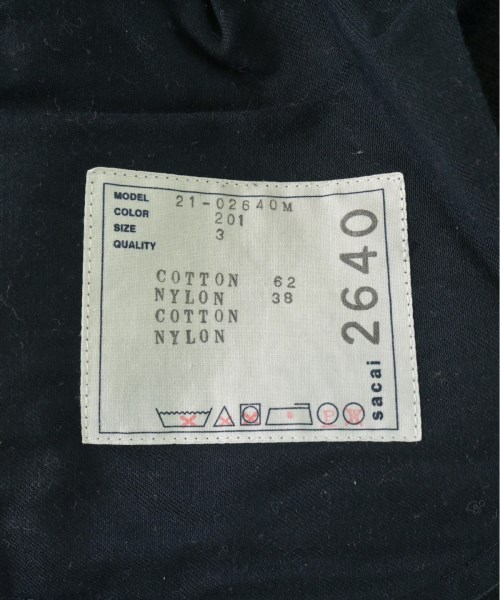 MODEL 21-02640M
COLOR 201
SIZE 3
QUALITY
COTTON 62
NYLON 38
COTTON
NYLON
sacai 2640
P W